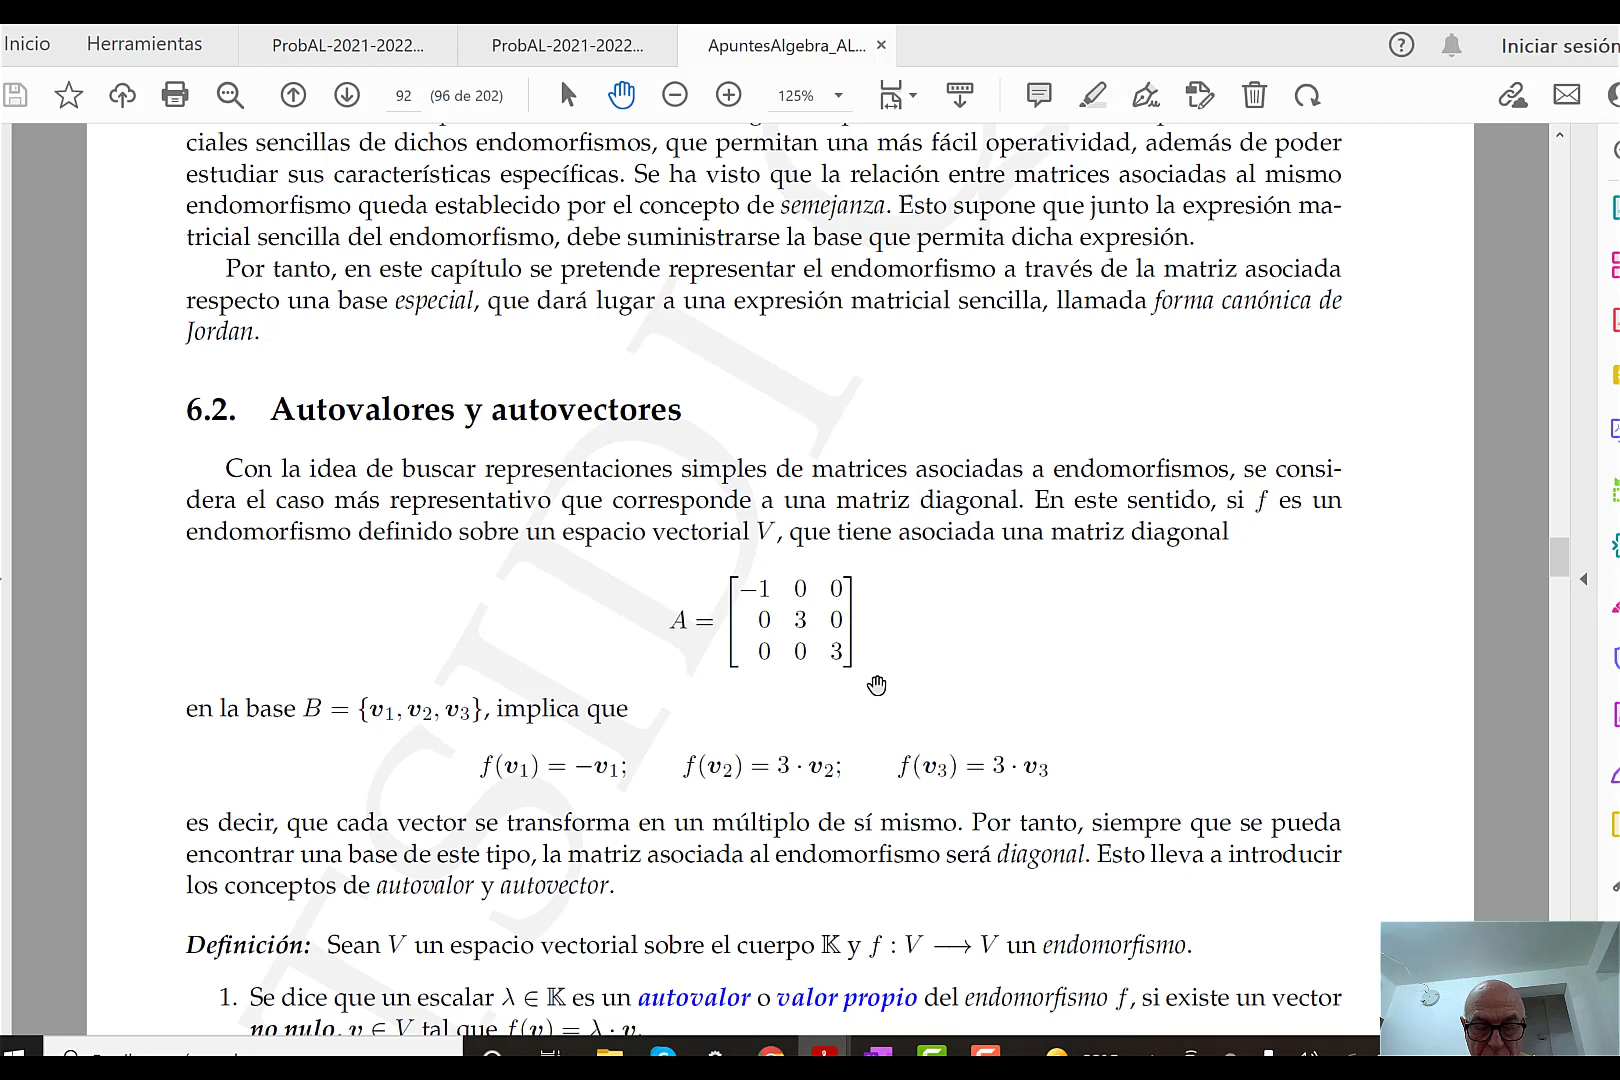 Inicio Herramientas ProbAL-2021-2022... ProbAL-2021-2022... ApuntesAlgebra_AL... × Iniciar sesión
92 (96 de 202) 125%
ciales sencillas de dichos endomorfismos, que permitan una más fácil operatividad, además de poder
estudiar sus características específicas. Se ha visto que la relación entre matrices asociadas al mismo
endomorfismo queda establecido por el concepto de semejanza. Esto supone que junto la expresión ma-
tricial sencilla del endomorfismo, debe suministrarse la base que permita dicha expresión.
Por tanto, en este capítulo se pretende representar el endomorfismo a través de la matriz asociada
respecto una base especial, que dará lugar a una expresión matricial sencilla, llamada forma canónica de
Jordan.
6.2. Autovalores y autovectores
Con la idea de buscar representaciones simples de matrices asociadas a endomorfismos, se consi-
dera el caso más representativo que corresponde a una matriz diagonal. En este sentido, si f es un
endomorfismo definido sobre un espacio vectorial V, que tiene asociada una matriz diagonal
−1 0 0
A = 0 3 0
0 0 3
en la base B = {v₁, v₂, v₃}, implica que
f(v₁) = −v₁; f(v₂) = 3 · v₂; f(v₃) = 3 · v₃
es decir, que cada vector se transforma en un múltiplo de sí mismo. Por tanto, siempre que se pueda
encontrar una base de este tipo, la matriz asociada al endomorfismo será diagonal. Esto lleva a introducir
los conceptos de autovalor y autovector.
Definición: Sean V un espacio vectorial sobre el cuerpo 𝕂 y f : V ⟶ V un endomorfismo.
1. Se dice que un escalar λ ∈ 𝕂 es un autovalor o valor propio del endomorfismo f, si existe un vector
no nulo, v ∈ V tal que f(v) = λ · v.